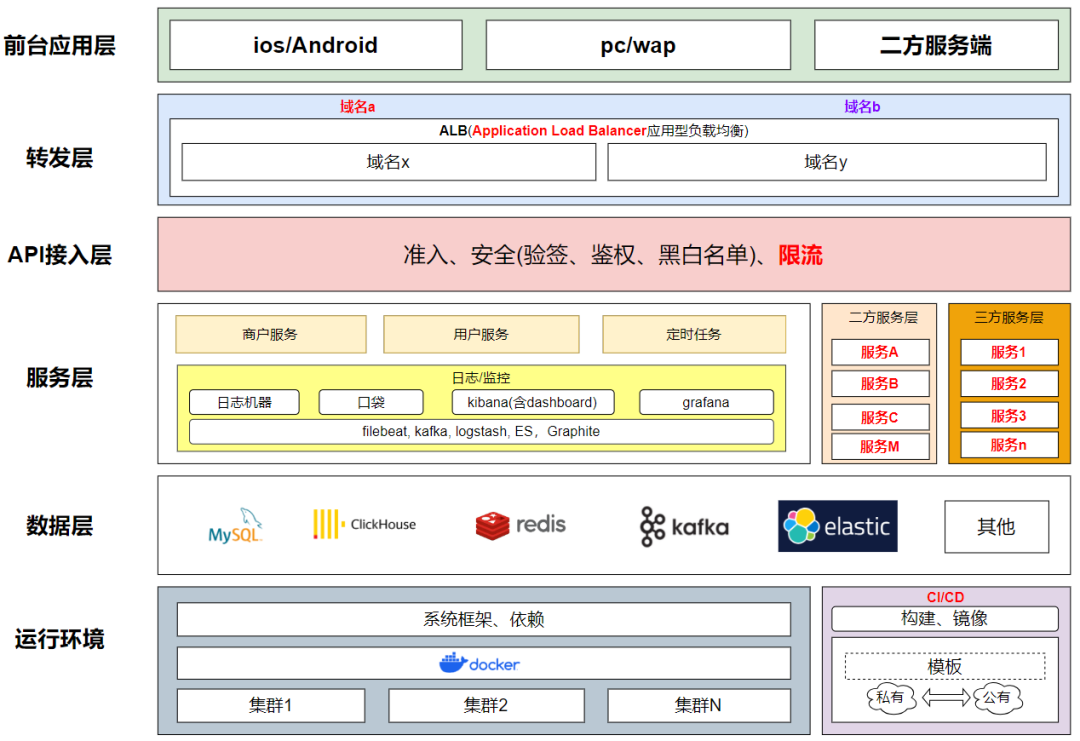 前台应用层
ios/Android
pc/wap
二方服务端
转发层
域名a
域名b
ALB(Application Load Balancer应用型负载均衡)
域名x
域名y
API接入层
准入、安全(验签、鉴权、黑白名单)、限流
服务层
商户服务
用户服务
定时任务
日志/监控
日志机器
口袋
kibana(含dashboard)
grafana
filebeat, kafka, logstash, ES，Graphite
二方服务层
服务A
服务B
服务C
服务M
三方服务层
服务1
服务2
服务3
服务n
数据层
MySQL
ClickHouse
redis
kafka
elastic
其他
运行环境
系统框架、依赖
docker
集群1
集群2
集群N
CI/CD
构建、镜像
模板
私有
公有